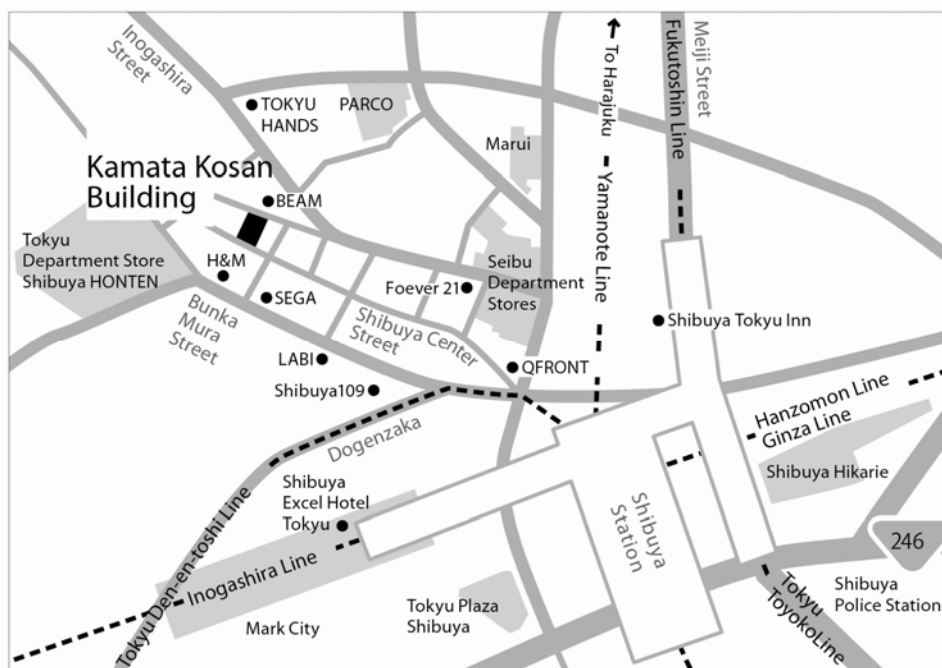 Inogashira
Street
TOKYU
HANDS
PARCO
To Harajuku
Yamanote Line
Meiji Street
Fukutoshin Line
Marui
Kamata Kosan
Building
BEAM
Tokyu
Department Store
Shibuya HONTEN
H&M
SEGA
Foever 21
Seibu
Department
Stores
Shibuya Tokyu Inn
Bunka
Mura
Street
Shibuya Center
Street
LABI
QFRONT
Shibuya109
Dogenzaka
Hanzomon Line
Ginza Line
Shibuya Hikarie
Shibuya
Excel Hotel
Tokyu
Shibuya
Station
246
Tokyu Den-en-toshi Line
Inogashira Line
Mark City
Tokyu Plaza
Shibuya
Tokyu
ToyokoLine
Shibuya
Police Station